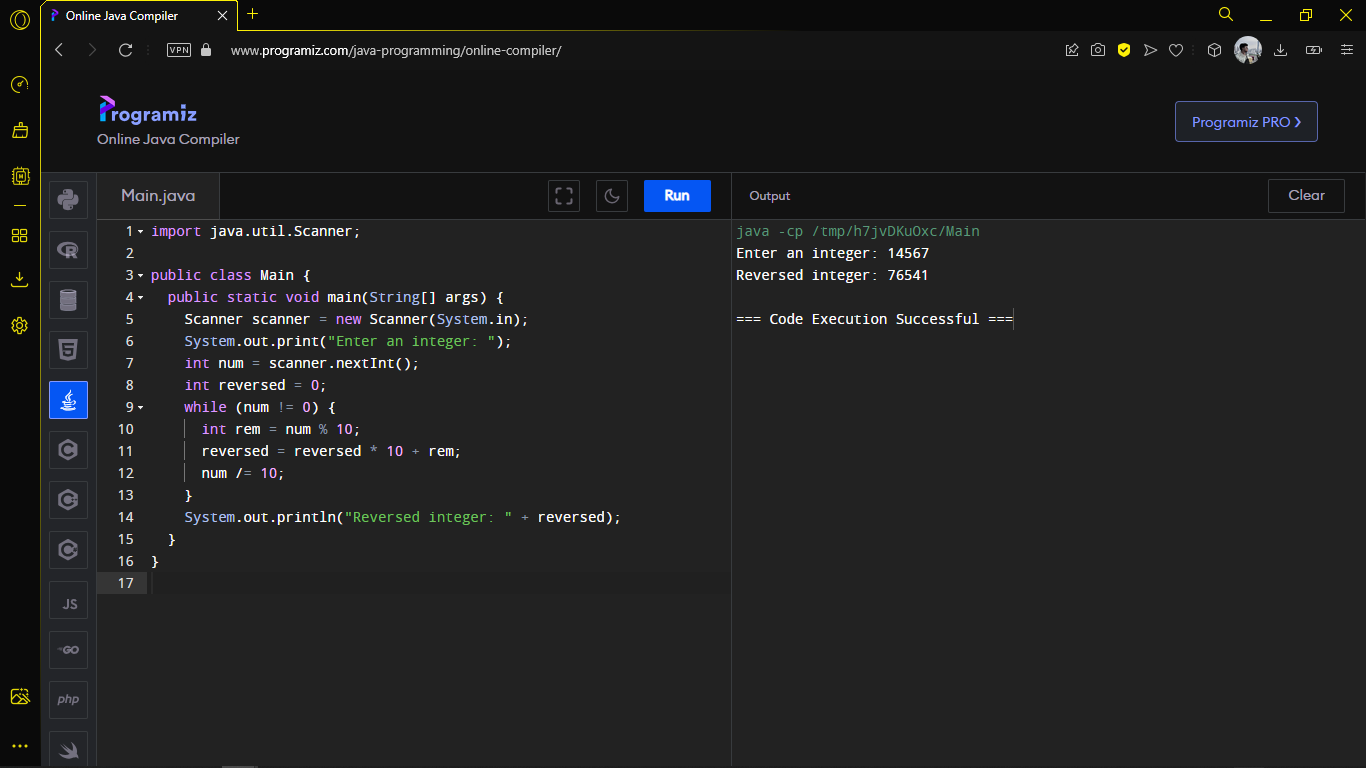 Online Java Compiler
VPN
www.programiz.com/java-programming/online-compiler/
Programiz
Online Java Compiler
Programiz PRO ❯
Main.java
Run
Output
Clear
1 import java.util.Scanner;
2
3 public class Main {
4 public static void main(String[] args) {
5 Scanner scanner = new Scanner(System.in);
6 System.out.print("Enter an integer: ");
7 int num = scanner.nextInt();
8 int reversed = 0;
9 while (num != 0) {
10 int rem = num % 10;
11 reversed = reversed * 10 + rem;
12 num /= 10;
13 }
14 System.out.println("Reversed integer: " + reversed);
15 }
16 }
17
java -cp /tmp/h7jvDKuOxc/Main
Enter an integer: 14567
Reversed integer: 76541
=== Code Execution Successful ===
JS
GO
php